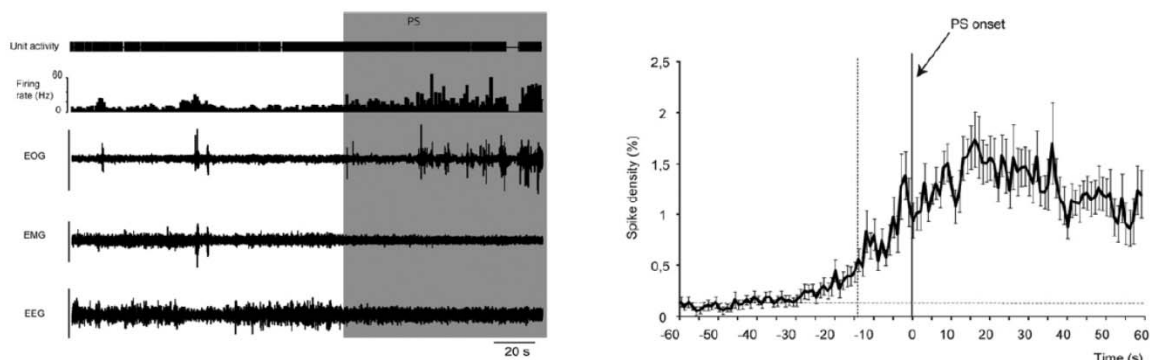 PS
Unit activity
60
Firing
rate (Hz)
0
EOG
EMG
EEG
20 s
PS onset
2,5
2
1,5
1
0,5
0
Spike density (%)
-60 -50 -40 -30 -20 -10 0 10 20 30 40 50 60
Time (s)